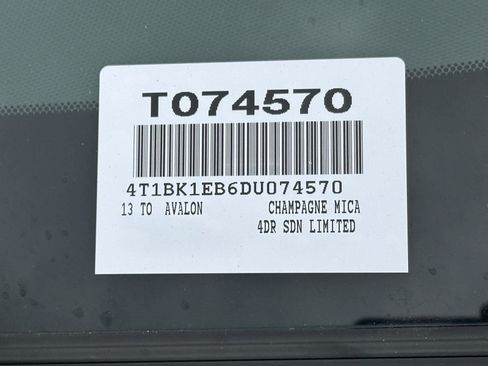 T074570
4T1BK1EB6DU074570
13 TO AVALON CHAMPAGNE MICA
4DR SDN LIMITED